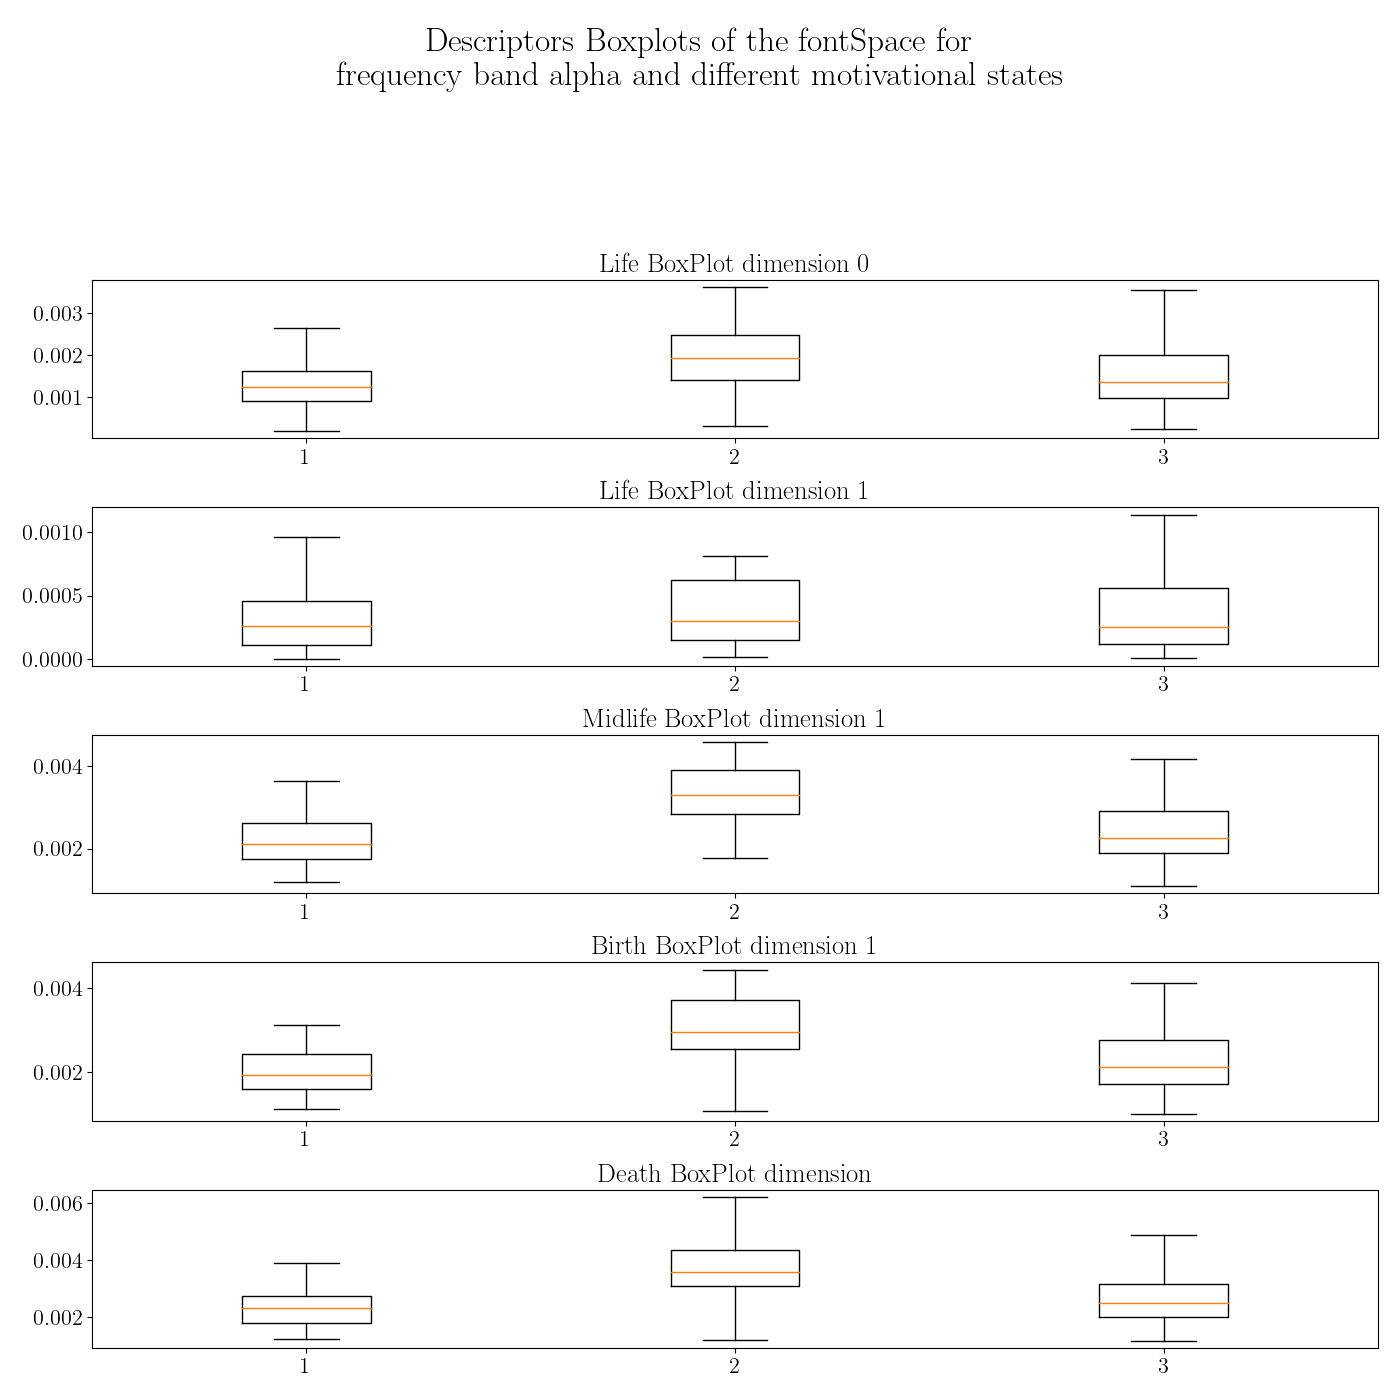 Descriptors Boxplots of the fontSpace for
frequency band alpha and different motivational states
Life BoxPlot dimension 0
0.003
0.002
0.001
1 2 3
Life BoxPlot dimension 1
0.0010
0.0005
0.0000
1 2 3
Midlife BoxPlot dimension 1
0.004
0.002
1 2 3
Birth BoxPlot dimension 1
0.004
0.002
1 2 3
Death BoxPlot dimension
0.006
0.004
0.002
1 2 3